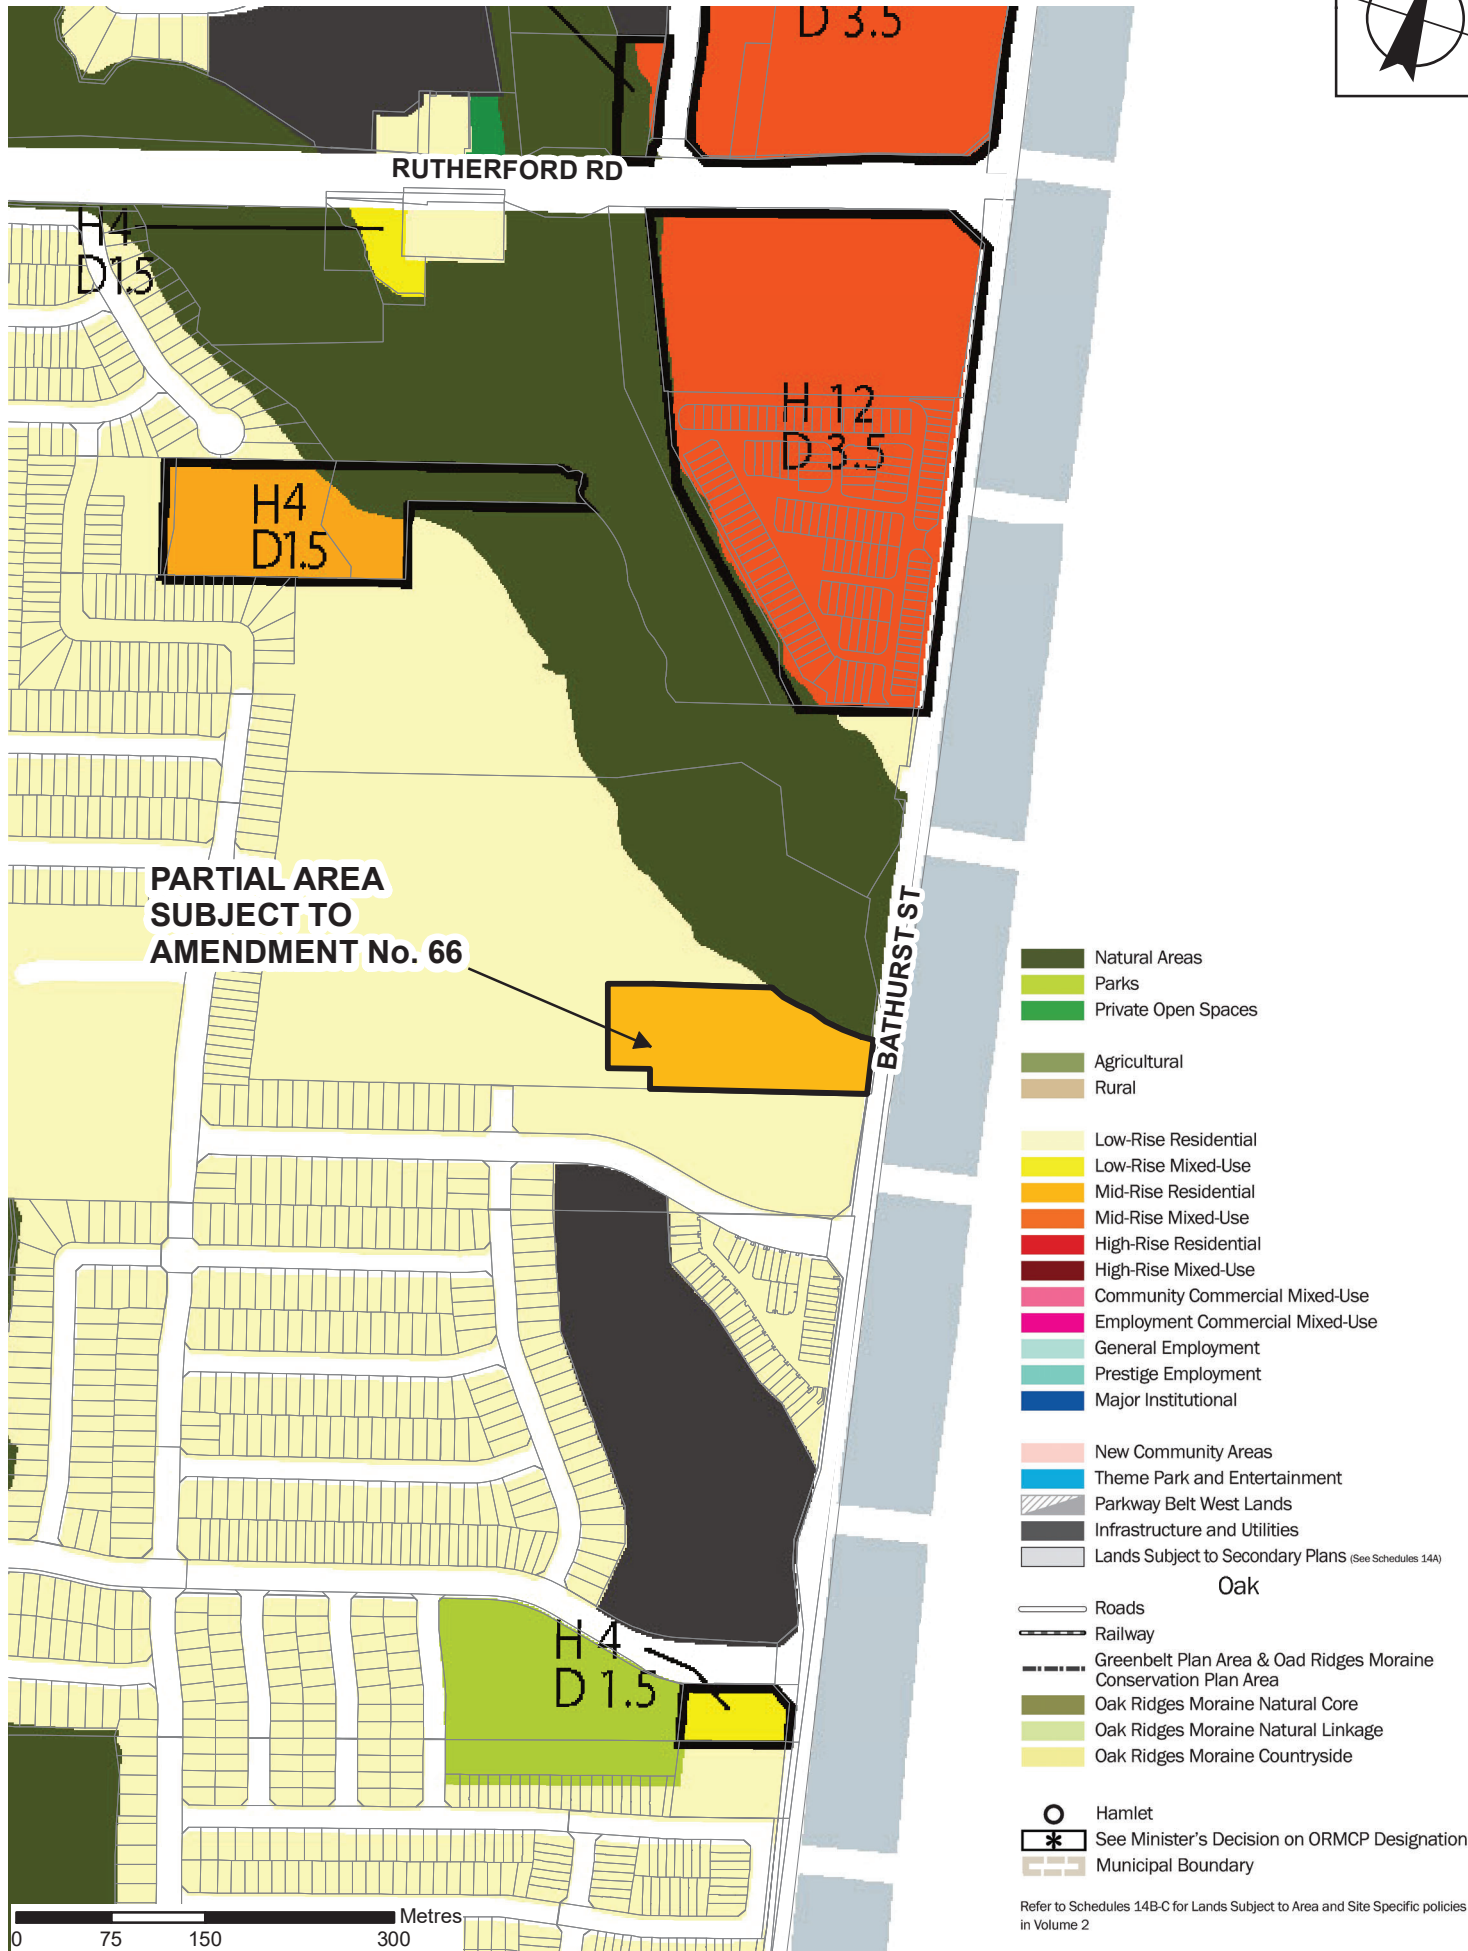 D 3.5
RUTHERFORD RD
H4
D1.5
H 12
D 3.5
H4
D1.5
PARTIAL AREA
SUBJECT TO
AMENDMENT No. 66
BATHURST ST
H 4
D 1.5
Natural Areas
Parks
Private Open Spaces
Agricultural
Rural
Low-Rise Residential
Low-Rise Mixed-Use
Mid-Rise Residential
Mid-Rise Mixed-Use
High-Rise Residential
High-Rise Mixed-Use
Community Commercial Mixed-Use
Employment Commercial Mixed-Use
General Employment
Prestige Employment
Major Institutional
New Community Areas
Theme Park and Entertainment
Parkway Belt West Lands
Infrastructure and Utilities
Lands Subject to Secondary Plans (See Schedules 14A)
Oak
Roads
Railway
Greenbelt Plan Area & Oad Ridges Moraine
Conservation Plan Area
Oak Ridges Moraine Natural Core
Oak Ridges Moraine Natural Linkage
Oak Ridges Moraine Countryside
Hamlet
See Minister's Decision on ORMCP Designation
Municipal Boundary
Refer to Schedules 14B-C for Lands Subject to Area and Site Specific policies
in Volume 2
Metres
0 75 150 300